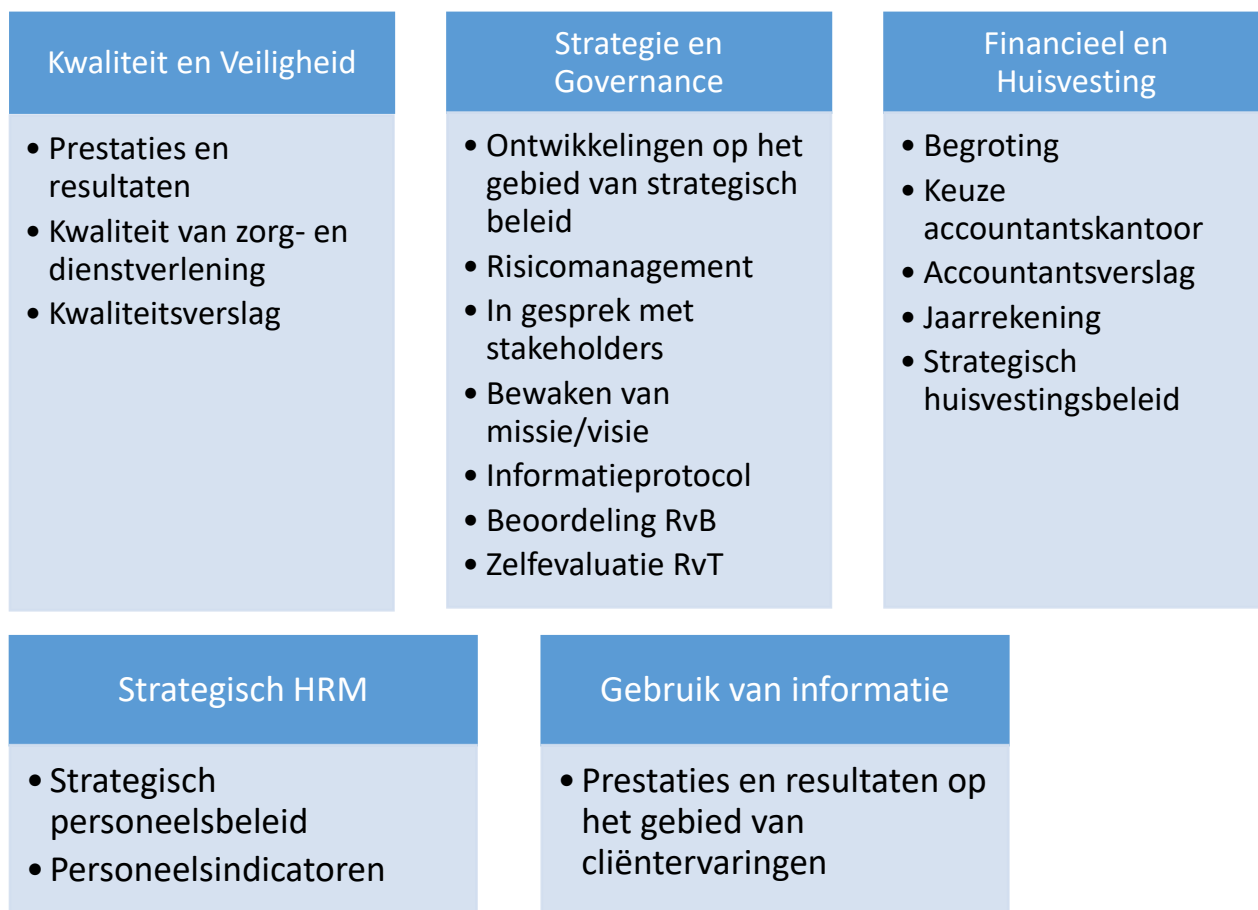 Kwaliteit en Veiligheid
• Prestaties en
resultaten
• Kwaliteit van zorg- en
dienstverlening
• Kwaliteitsverslag
Strategie en
Governance
• Ontwikkelingen op het
gebied van strategisch
beleid
• Risicomanagement
• In gesprek met
stakeholders
• Bewaken van
missie/visie
• Informatieprotocol
• Beoordeling RvB
• Zelfevaluatie RvT
Financieel en
Huisvesting
• Begroting
• Keuze
accountantskantoor
• Accountantsverslag
• Jaarrekening
• Strategisch
huisvestingsbeleid
Strategisch HRM
• Strategisch
personeelsbeleid
• Personeelsindicatoren
Gebruik van informatie
• Prestaties en resultaten op
het gebied van
cliëntervaringen